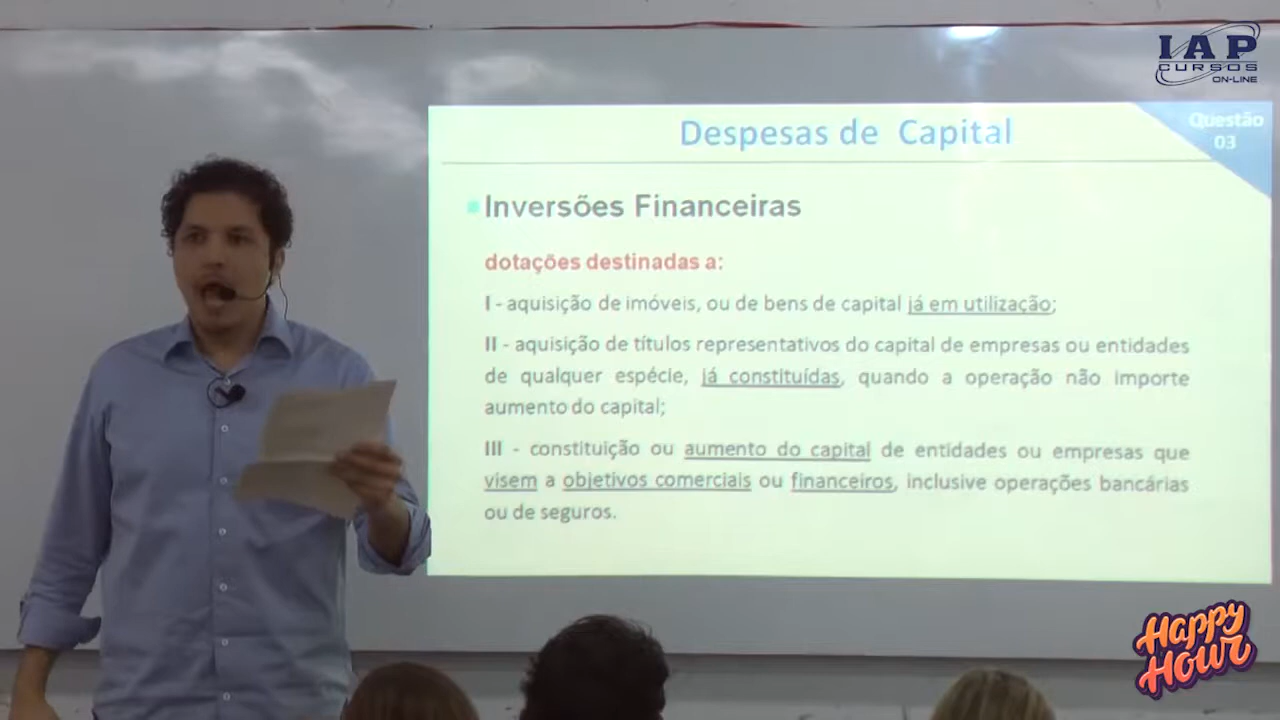 I A P
CURSOS
ON-LINE
Questão
03
Despesas de Capital
Inversões Financeiras
dotações destinadas a:
I - aquisição de imóveis, ou de bens de capital já em utilização;
II - aquisição de títulos representativos do capital de empresas ou entidades
de qualquer espécie, já constituídas, quando a operação não importe
aumento do capital;
III - constituição ou aumento do capital de entidades ou empresas que
visem a objetivos comerciais ou financeiros, inclusive operações bancárias
ou de seguros.
Happy
Hour